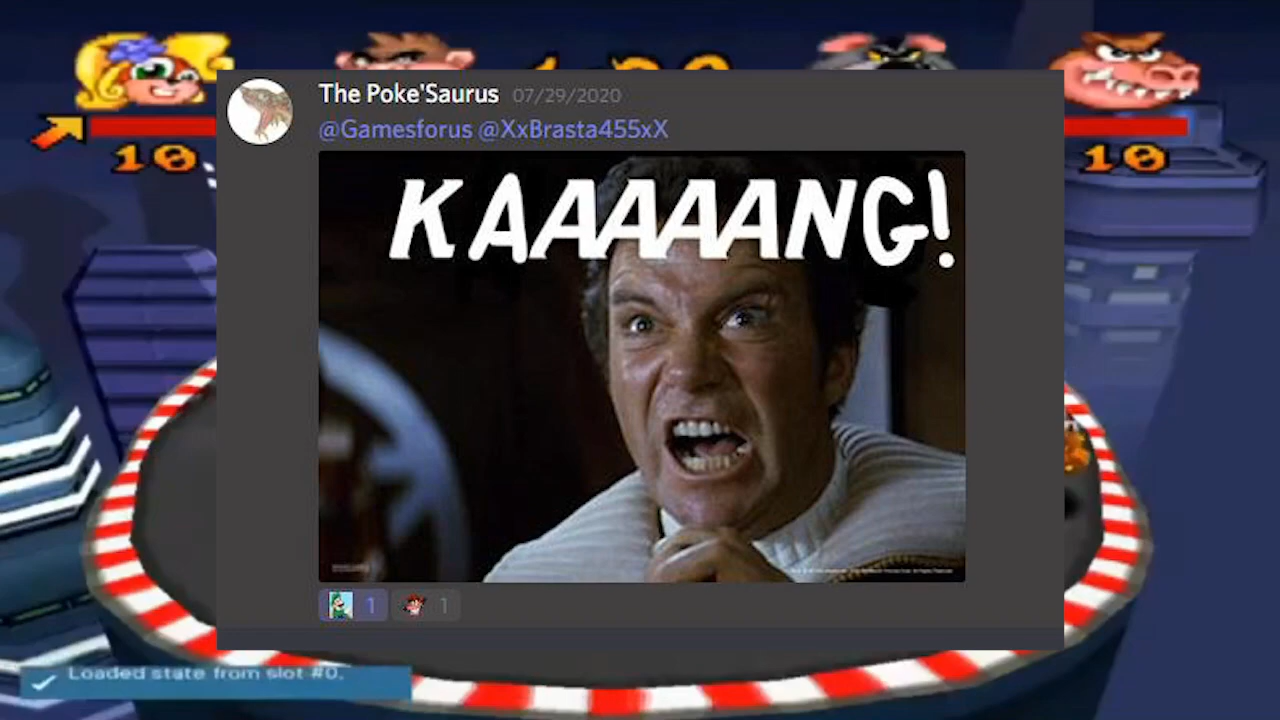 The Poke'Saurus 07/29/2020
@Gamesforus @XxBrasta455xX
KAAAAANG!
10
10
1
1
Loaded state from slot #0.